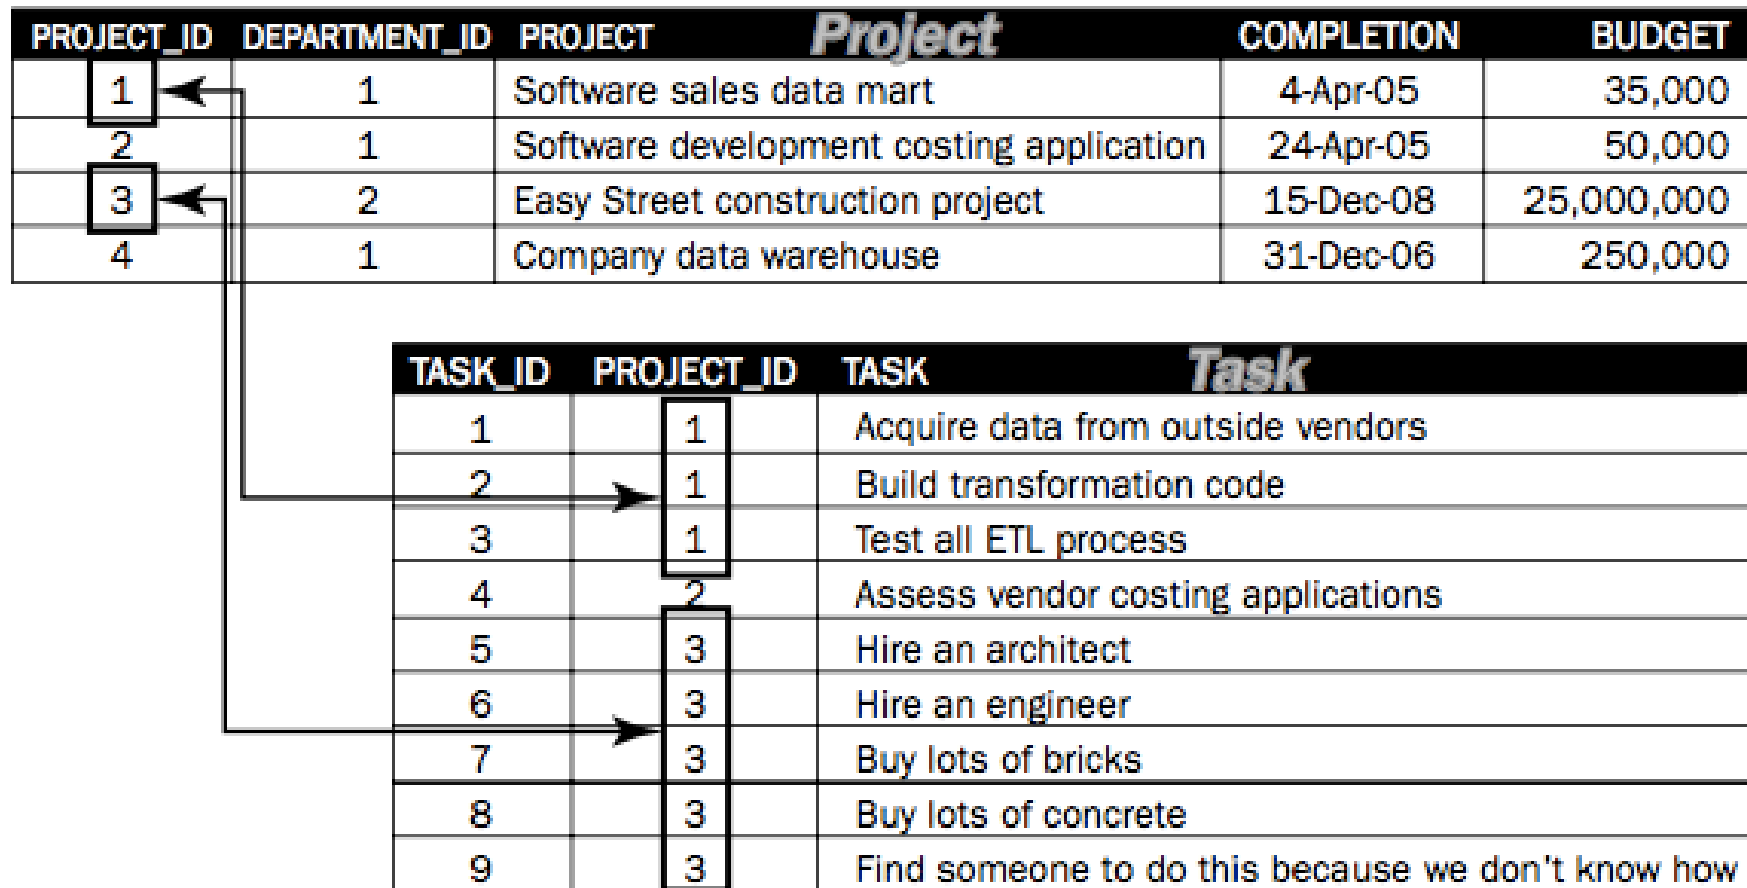 PROJECT_ID DEPARTMENT_ID PROJECT Project COMPLETION BUDGET
1 1 Software sales data mart 4-Apr-05 35,000
2 1 Software development costing application 24-Apr-05 50,000
3 2 Easy Street construction project 15-Dec-08 25,000,000
4 1 Company data warehouse 31-Dec-06 250,000
TASK_ID PROJECT_ID TASK Task
1 1 Acquire data from outside vendors
2 1 Build transformation code
3 1 Test all ETL process
4 2 Assess vendor costing applications
5 3 Hire an architect
6 3 Hire an engineer
7 3 Buy lots of bricks
8 3 Buy lots of concrete
9 3 Find someone to do this because we don't know how